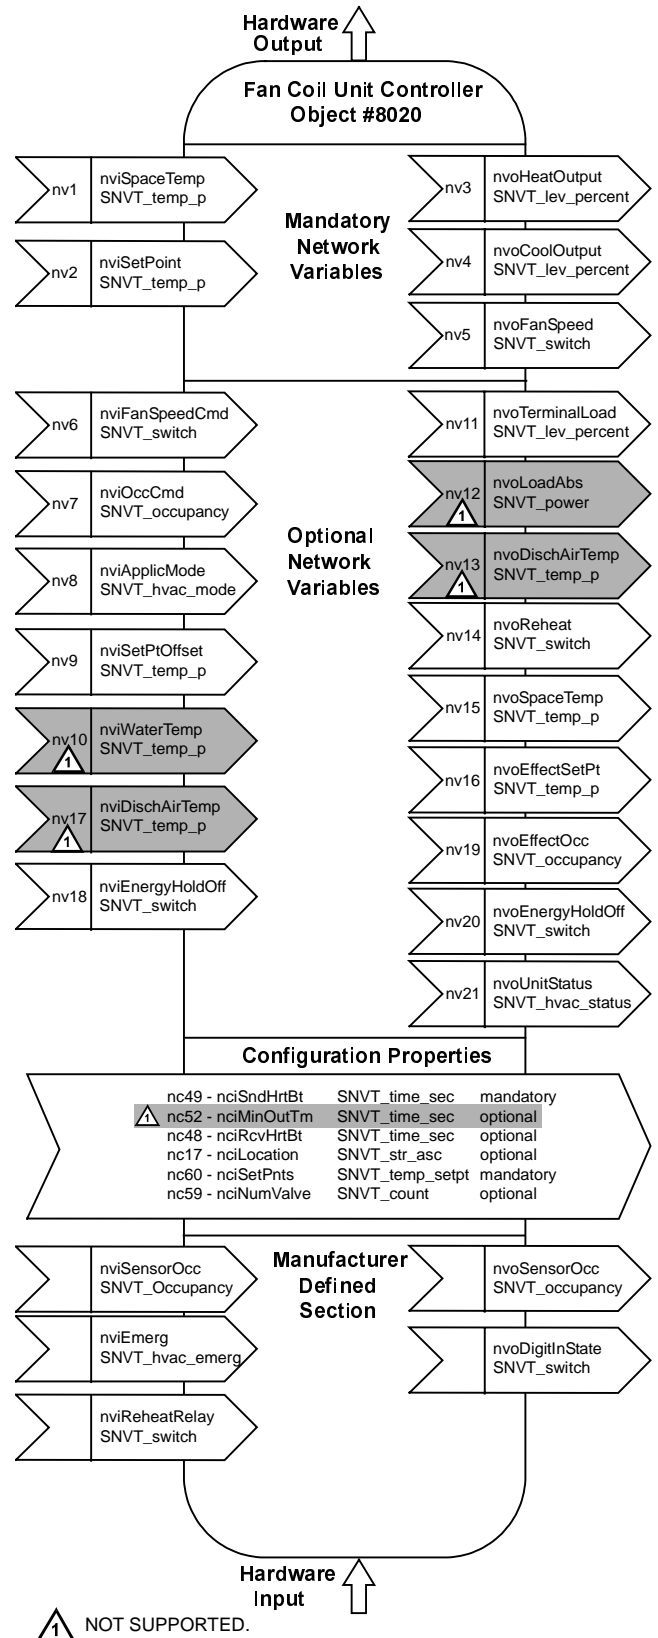 Hardware
Output
Fan Coil Unit Controller
Object #8020
Mandatory
Network
Variables
nv1
nviSpaceTemp
SNVT_temp_p
nv2
nviSetPoint
SNVT_temp_p
nv3
nvoHeatOutput
SNVT_lev_percent
nv4
nvoCoolOutput
SNVT_lev_percent
nv5
nvoFanSpeed
SNVT_switch
Optional
Network
Variables
nv6
nviFanSpeedCmd
SNVT_switch
nv7
nviOccCmd
SNVT_occupancy
nv8
nviApplicMode
SNVT_hvac_mode
nv9
nviSetPtOffset
SNVT_temp_p
nv10
1
nviWaterTemp
SNVT_temp_p
nv17
1
nviDischAirTemp
SNVT_temp_p
nv18
nviEnergyHoldOff
SNVT_switch
nv11
nvoTerminalLoad
SNVT_lev_percent
nv12
1
nvoLoadAbs
SNVT_power
nv13
1
nvoDischAirTemp
SNVT_temp_p
nv14
nvoReheat
SNVT_switch
nv15
nvoSpaceTemp
SNVT_temp_p
nv16
nvoEffectSetPt
SNVT_temp_p
nv19
nvoEffectOcc
SNVT_occupancy
nv20
nvoEnergyHoldOff
SNVT_switch
nv21
nvoUnitStatus
SNVT_hvac_status
Configuration Properties
nc49 - nciSndHrtBt SNVT_time_sec mandatory
1 nc52 - nciMinOutTm SNVT_time_sec optional
nc48 - nciRcvHrtBt SNVT_time_sec optional
nc17 - nciLocation SNVT_str_asc optional
nc60 - nciSetPnts SNVT_temp_setpt mandatory
nc59 - nciNumValve SNVT_count optional
Manufacturer
Defined
Section
nviSensorOcc
SNVT_Occupancy
nviEmerg
SNVT_hvac_emerg
nviReheatRelay
SNVT_switch
nvoSensorOcc
SNVT_occupancy
nvoDigitInState
SNVT_switch
Hardware
Input
1 NOT SUPPORTED.